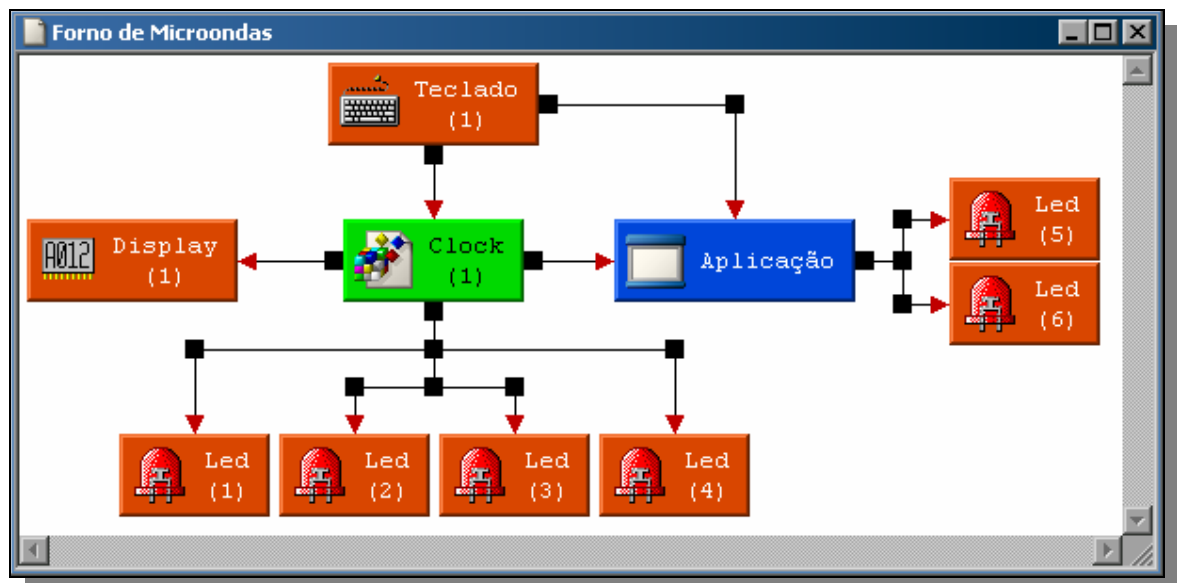 Forno de Microondas
Teclado
(1)
Display
(1)
Clock
(1)
Aplicação
Led
(5)
Led
(6)
Led
(1)
Led
(2)
Led
(3)
Led
(4)
A012